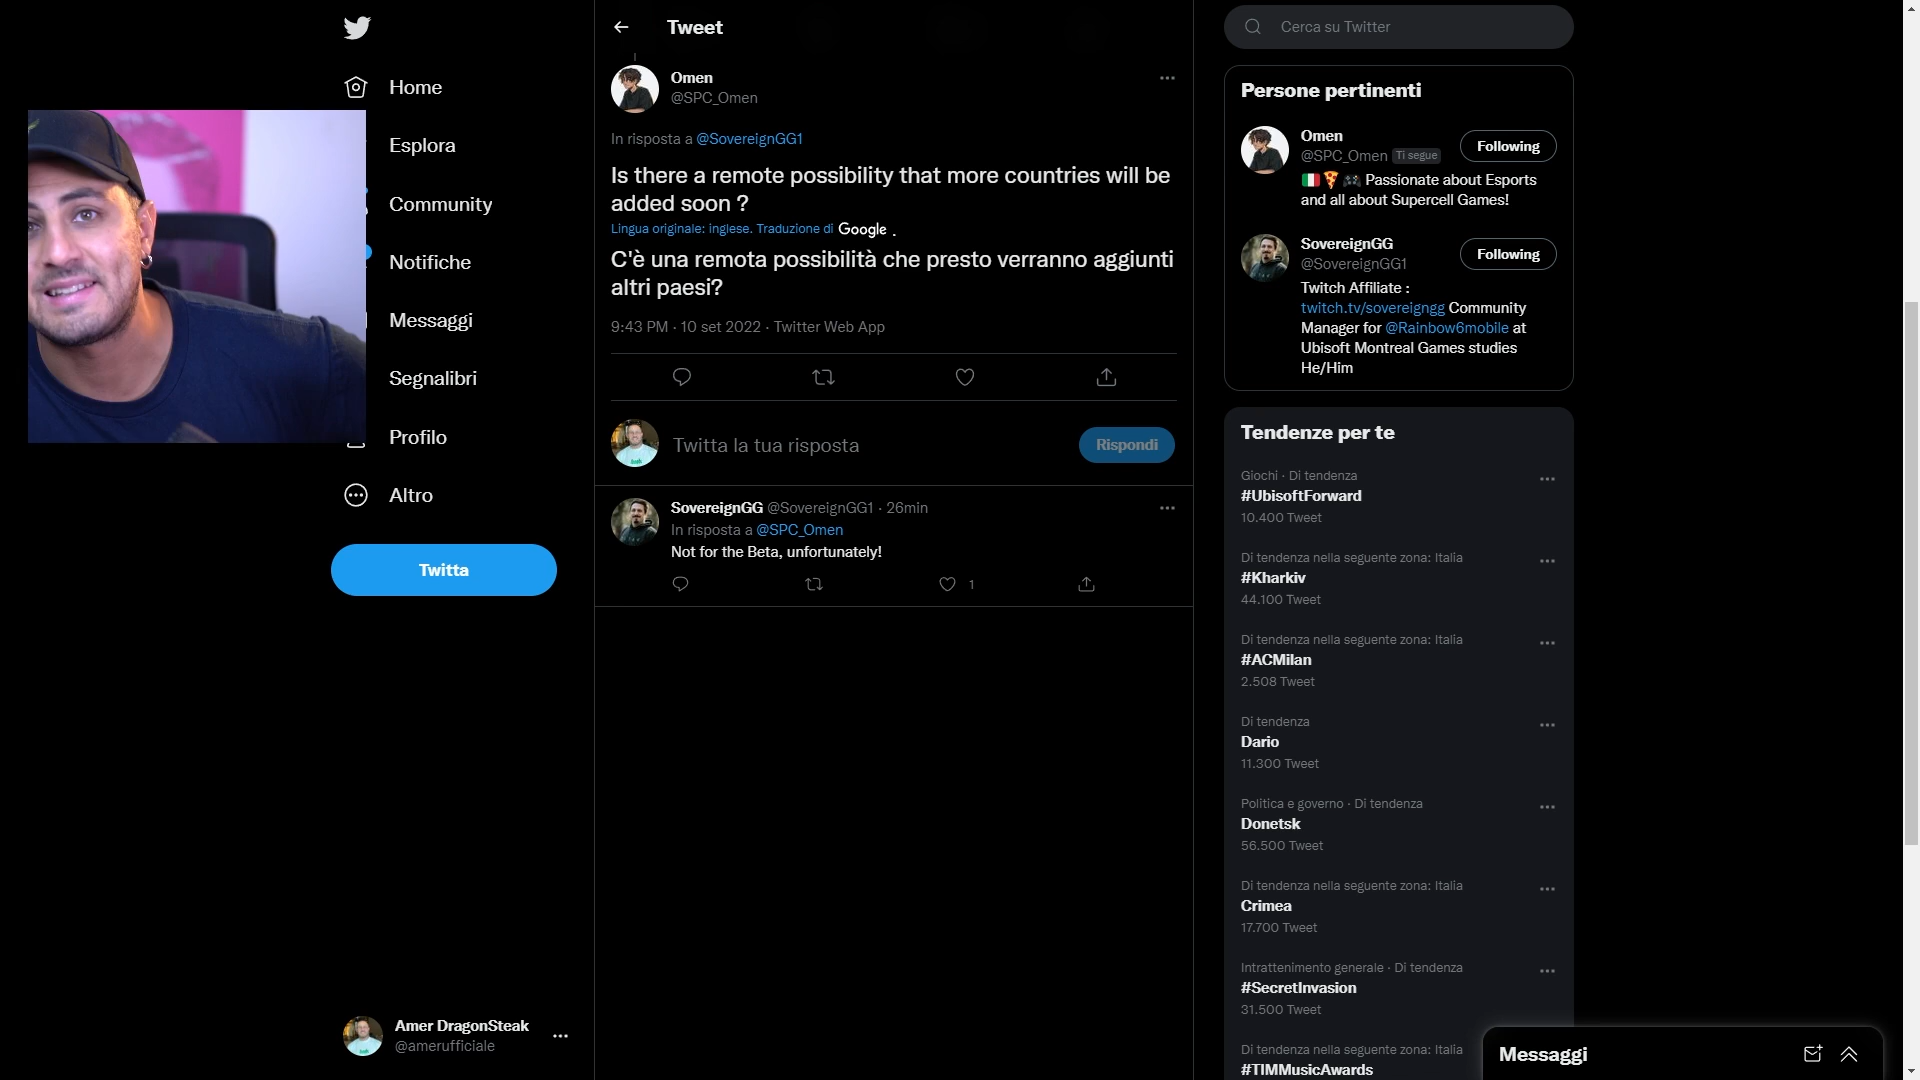 Home
Esplora
Community
Notifiche
Messaggi
Segnalibri
Profilo
Altro
Twitta
Amer DragonSteak
@amerufficiale
Tweet
Omen
@SPC_Omen
In risposta a @SovereignGG1
Is there a remote possibility that more countries will be
added soon ?
Lingua originale: inglese. Traduzione di Google .
C'è una remota possibilità che presto verranno aggiunti
altri paesi?
9:43 PM · 10 set 2022 · Twitter Web App
Twitta la tua risposta
Rispondi
SovereignGG @SovereignGG1 · 26min
In risposta a @SPC_Omen
Not for the Beta, unfortunately!
1
Cerca su Twitter
Persone pertinenti
Omen
@SPC_Omen Ti segue
Following
Passionate about Esports
and all about Supercell Games!
SovereignGG
@SovereignGG1
Following
Twitch Affiliate :
twitch.tv/sovereigngg Community
Manager for @Rainbow6mobile at
Ubisoft Montreal Games studies
He/Him
Tendenze per te
Giochi · Di tendenza
#UbisoftForward
10.400 Tweet
Di tendenza nella seguente zona: Italia
#Kharkiv
44.100 Tweet
Di tendenza nella seguente zona: Italia
#ACMilan
2.508 Tweet
Di tendenza
Dario
11.300 Tweet
Politica e governo · Di tendenza
Donetsk
56.500 Tweet
Di tendenza nella seguente zona: Italia
Crimea
17.700 Tweet
Intrattenimento generale · Di tendenza
#SecretInvasion
31.500 Tweet
Di tendenza nella seguente zona: Italia
#TIMMusicAwards
Messaggi